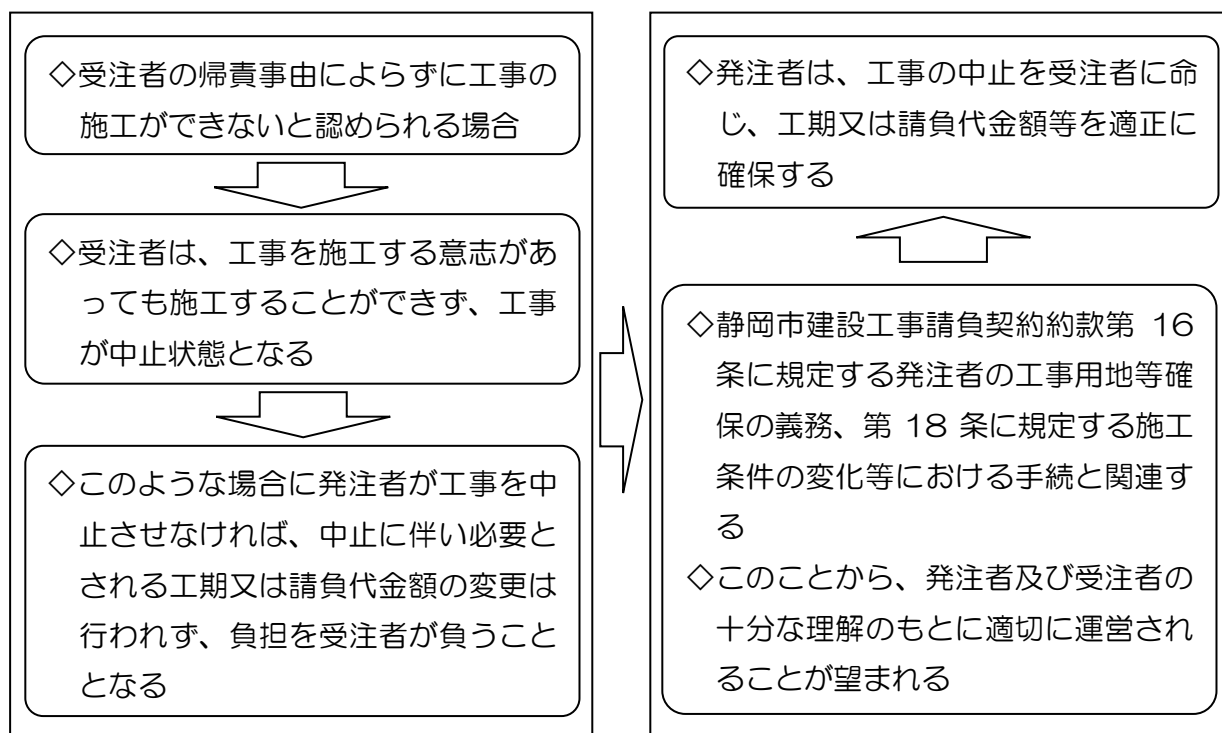 ◇受注者の帰責事由によらずに工事の
施工ができないと認められる場合
◇受注者は、工事を施工する意志があ
っても施工することができず、工事
が中止状態となる
◇このような場合に発注者が工事を中
止させなければ、中止に伴い必要と
される工期又は請負代金額の変更は
行われず、負担を受注者が負うこと
となる
◇静岡市建設工事請負契約約款第 16
条に規定する発注者の工事用地等確
保の義務、第 18 条に規定する施工
条件の変化等における手続と関連す
る
◇このことから、発注者及び受注者の
十分な理解のもとに適切に運営され
ることが望まれる
◇発注者は、工事の中止を受注者に命
じ、工期又は請負代金額等を適正に
確保する